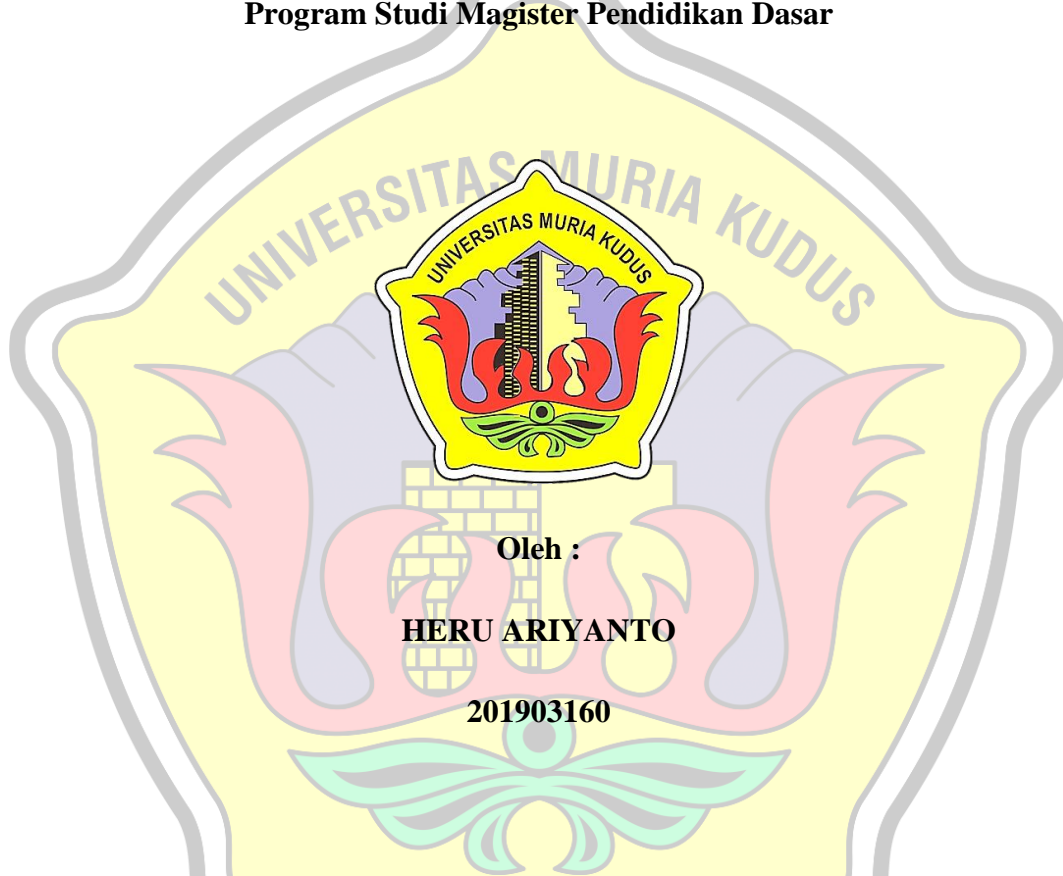 Program Studi Magister Pendidikan Dasar
UNIVERSITAS MURIA KUDUS
UNIVERSITAS MURIA KUDUS
Oleh :
HERU ARIYANTO
201903160